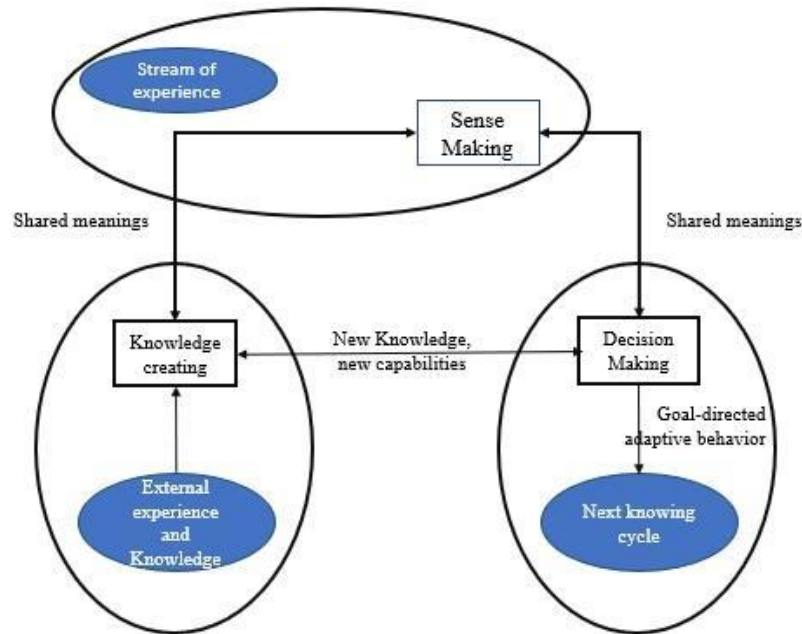 Stream of
experience
Sense
Making
Shared meanings
Shared meanings
Knowledge
creating
New Knowledge,
new capabilities
Decision
Making
Goal-directed
adaptive behavior
External
experience
and
Knowledge
Next knowing
cycle